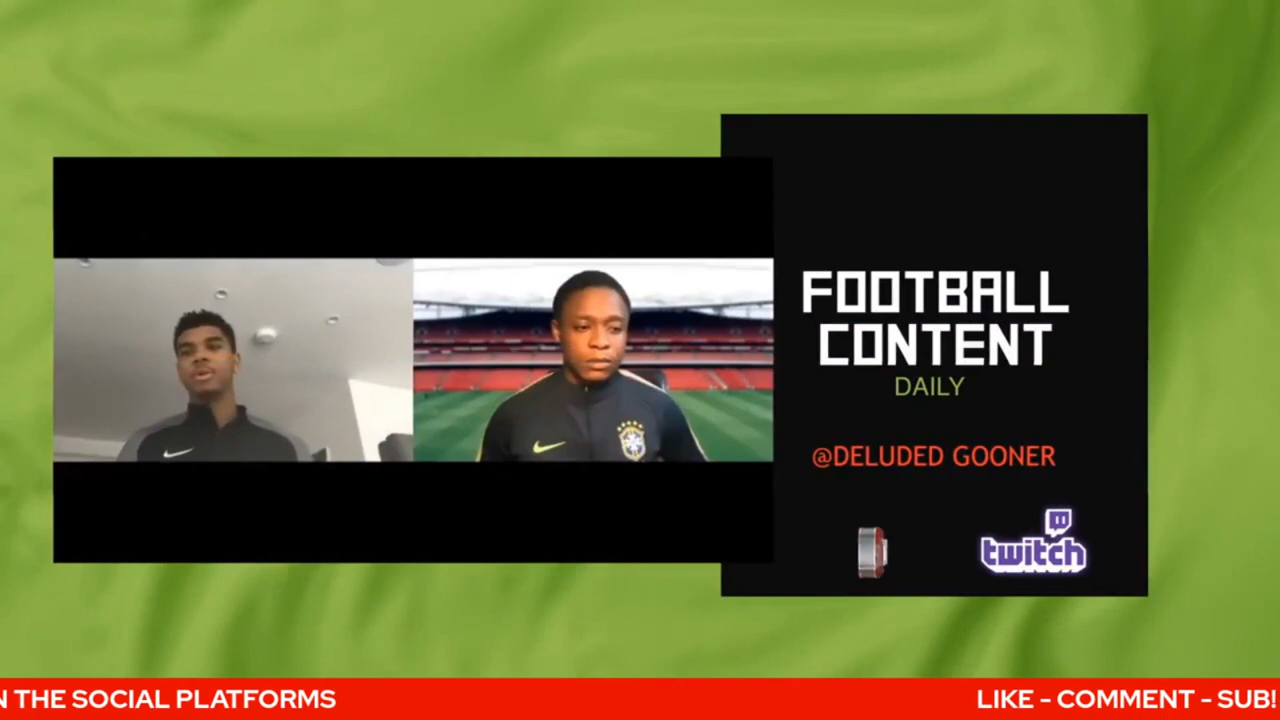 FOOTBALL
CONTENT
DAILY
@DELUDED GOONER
twitch
N THE SOCIAL PLATFORMS
LIKE - COMMENT - SUB!